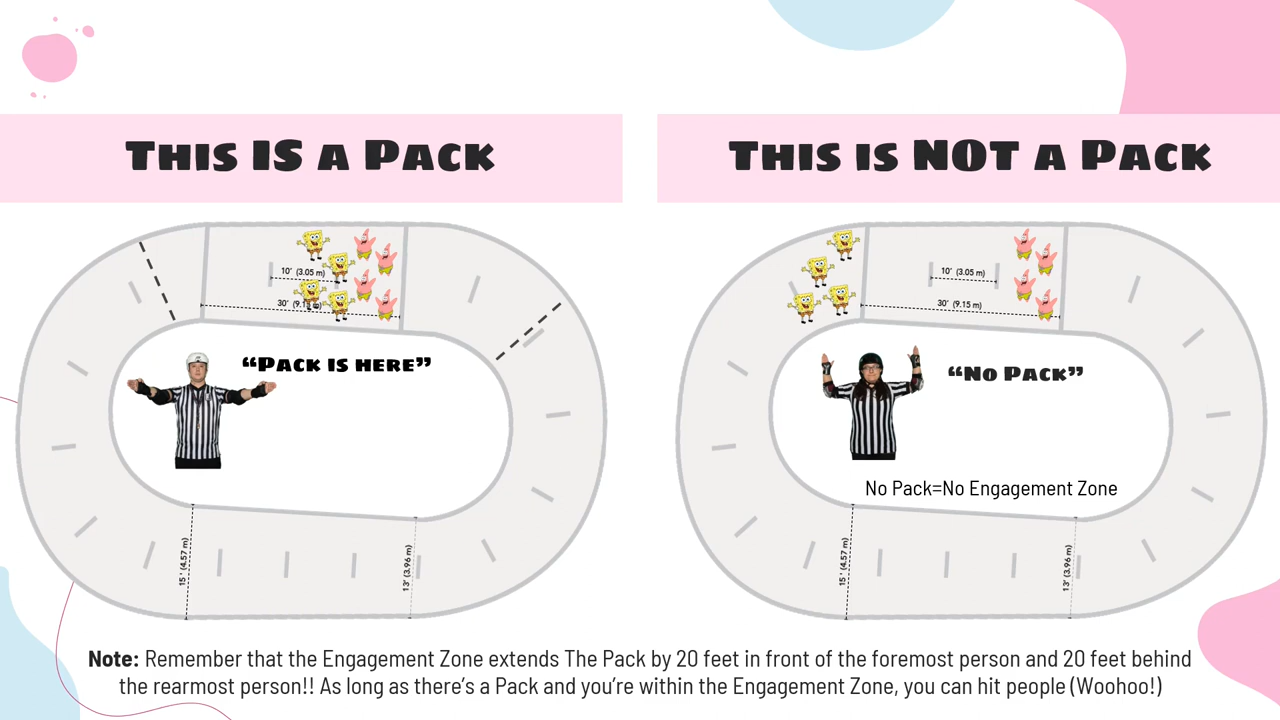 This IS a Pack
This is NOT a Pack
10' (3.05 m)
30' (9.15 m)
"Pack is here"
15' (4.57 m)
13' (3.96 m)
10' (3.05 m)
30' (9.15 m)
"No Pack"
No Pack=No Engagement Zone
15' (4.57 m)
13' (3.96 m)
Note: Remember that the Engagement Zone extends The Pack by 20 feet in front of the foremost person and 20 feet behind
the rearmost person!! As long as there's a Pack and you're within the Engagement Zone, you can hit people (Woohoo!)